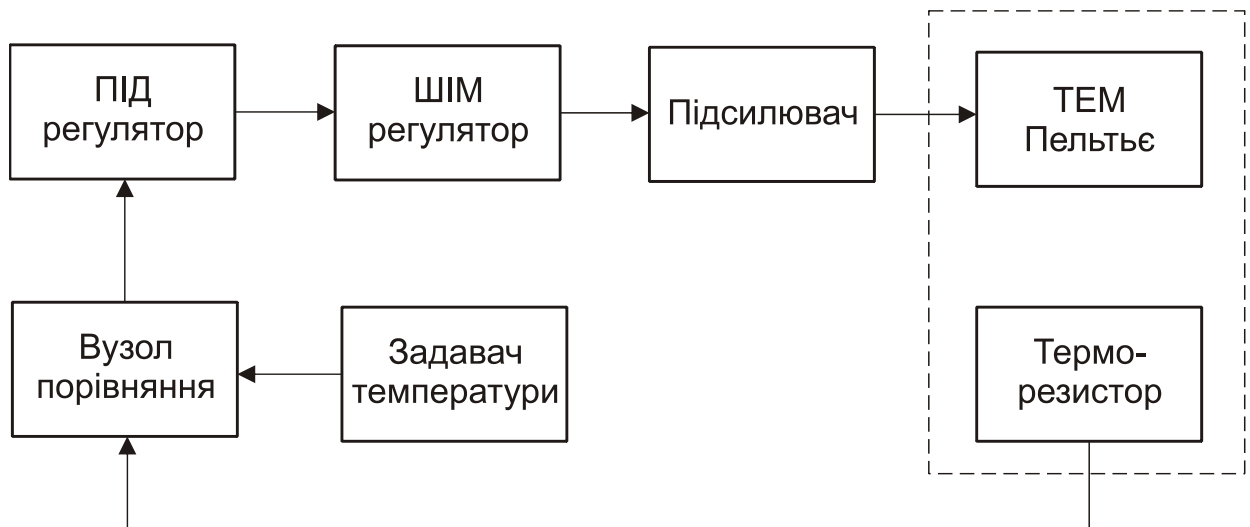 ПІД
регулятор
ШІМ
регулятор
Підсилювач
ТЕМ
Пельтьє
Вузол
порівняння
Задавач
температури
Термо-
резистор